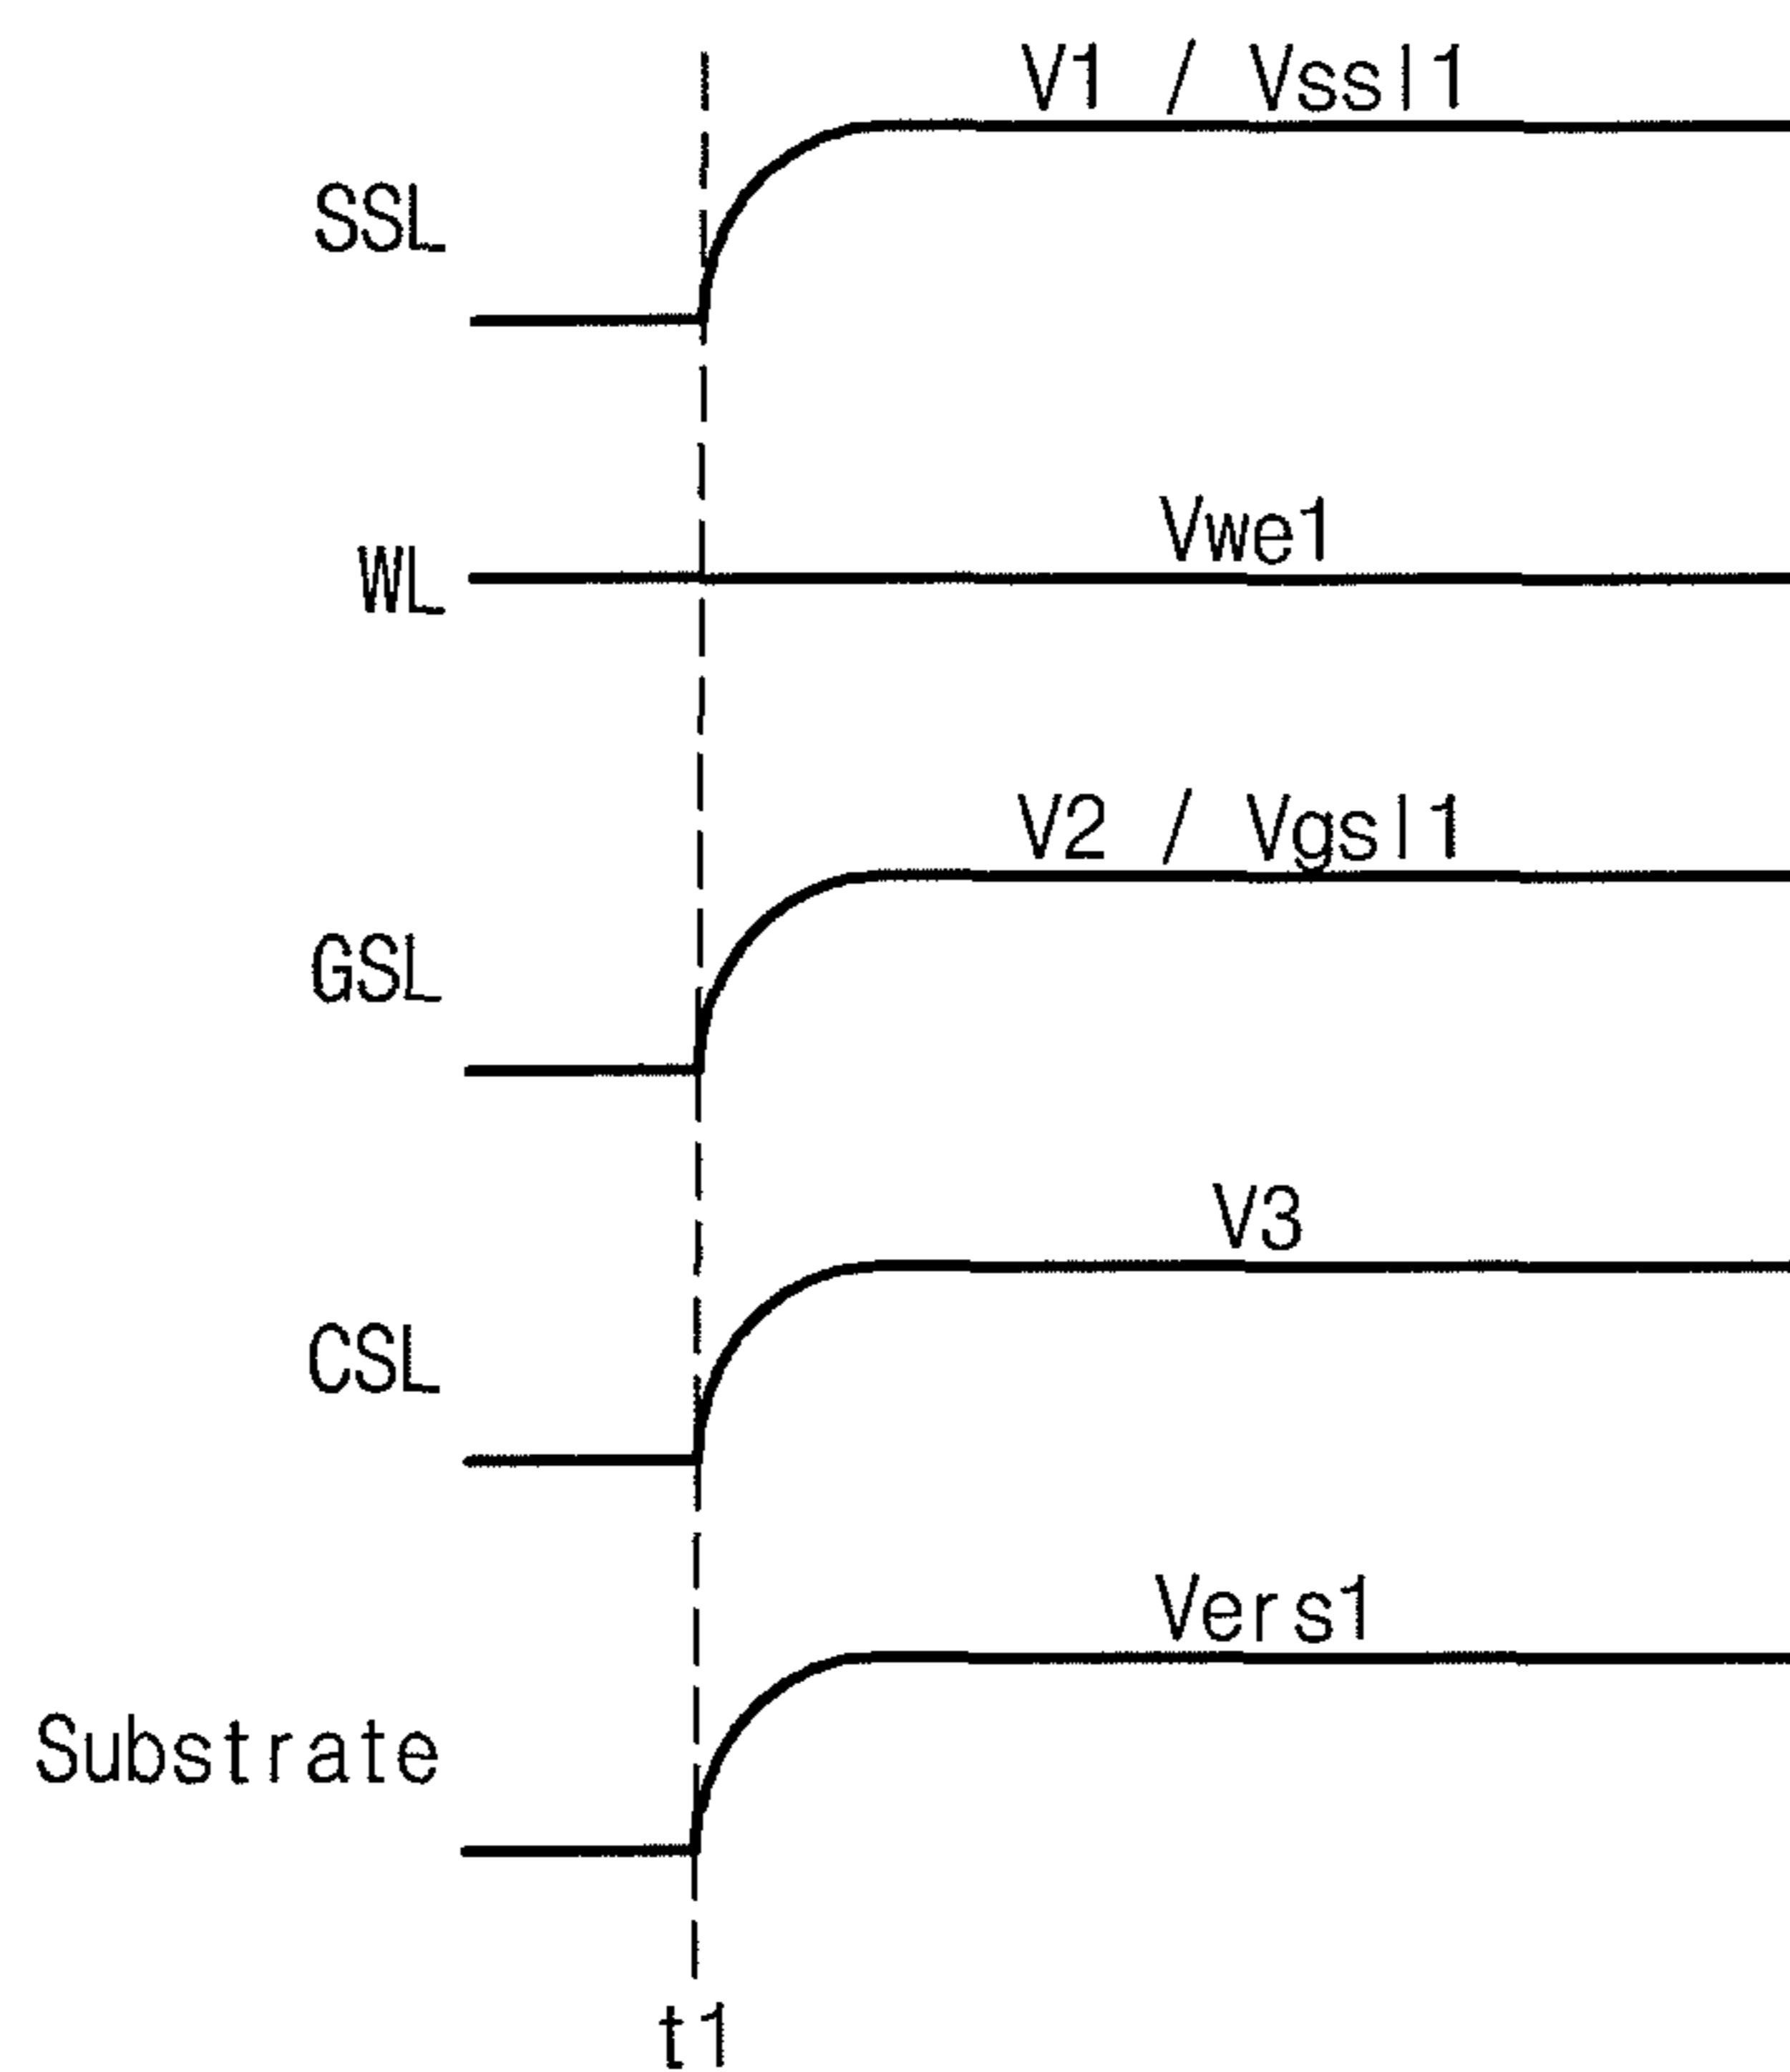 V1 / Vssl1
SSL
Vwe1
WL
V2 / Vgsl1
GSL
V3
CSL
Vers1
Substrate
t1